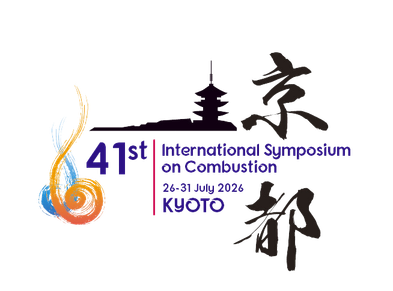 41st
International Symposium
on Combustion
26-31 July 2026
KYOTO
京
都